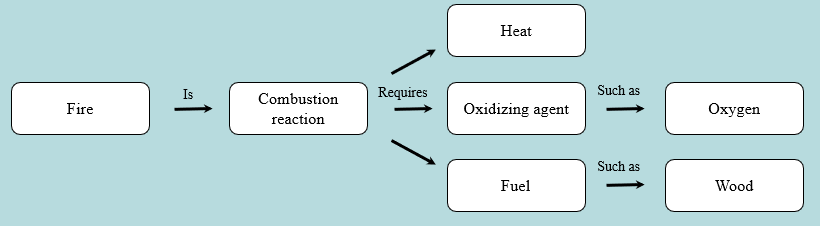 Heat
Is
Requires
Such as
Fire
Combustion
reaction
Oxidizing agent
Oxygen
Such as
Fuel
Wood